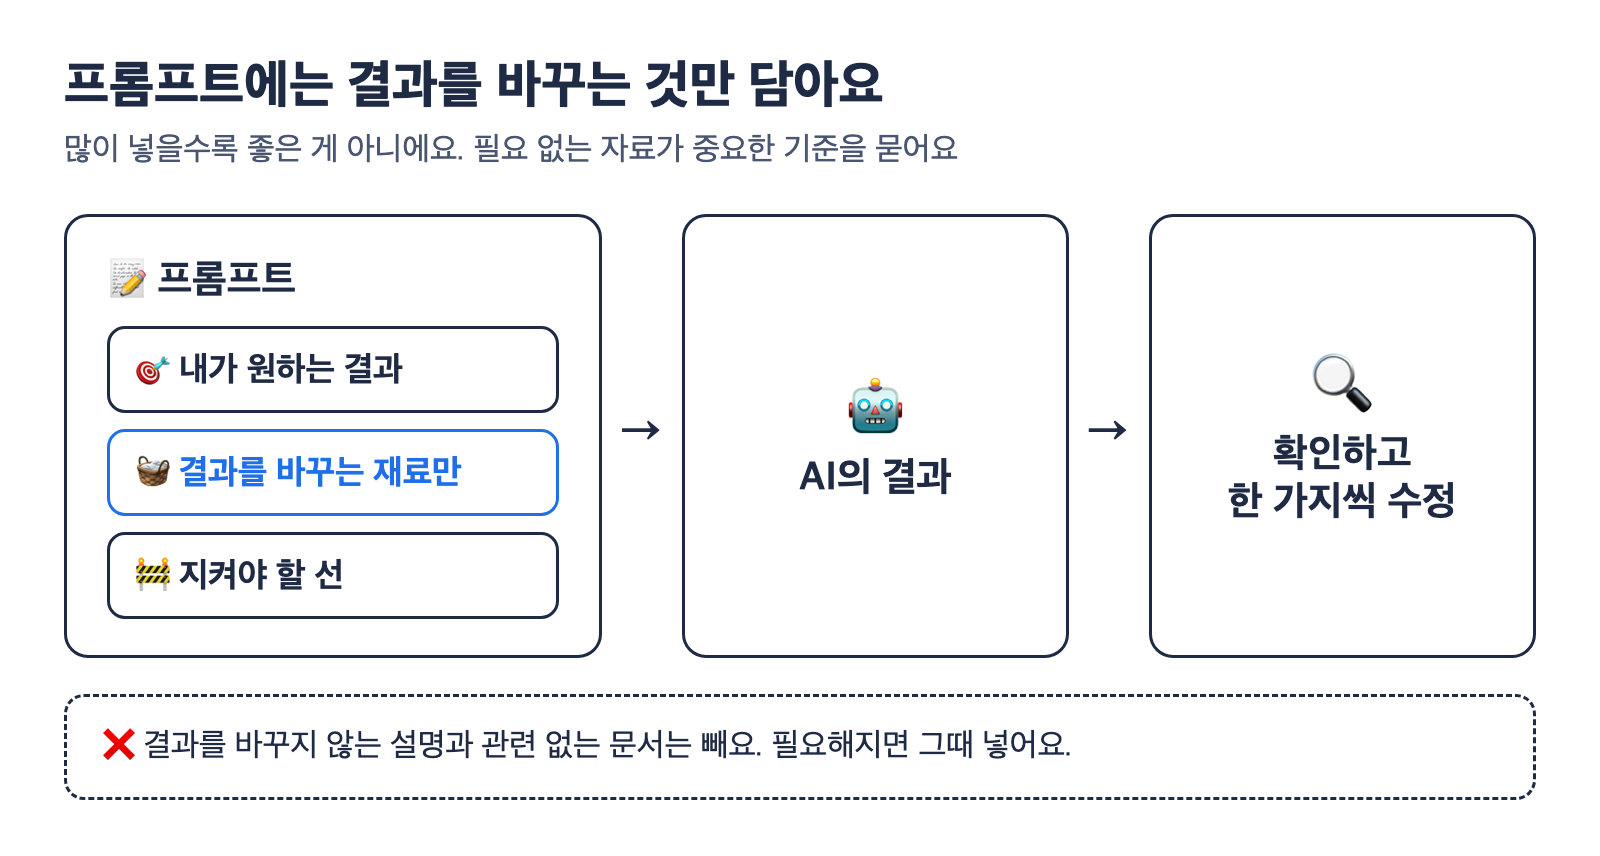 프롬프트에는 결과를 바꾸는 것만 담아요
많이 넣을수록 좋은 게 아니에요. 필요 없는 자료가 중요한 기준을 묻어요
프롬프트
내가 원하는 결과
결과를 바꾸는 재료만
지켜야 할 선
→
AI의 결과
→
확인하고
한 가지씩 수정
결과를 바꾸지 않는 설명과 관련 없는 문서는 빼요. 필요해지면 그때 넣어요.